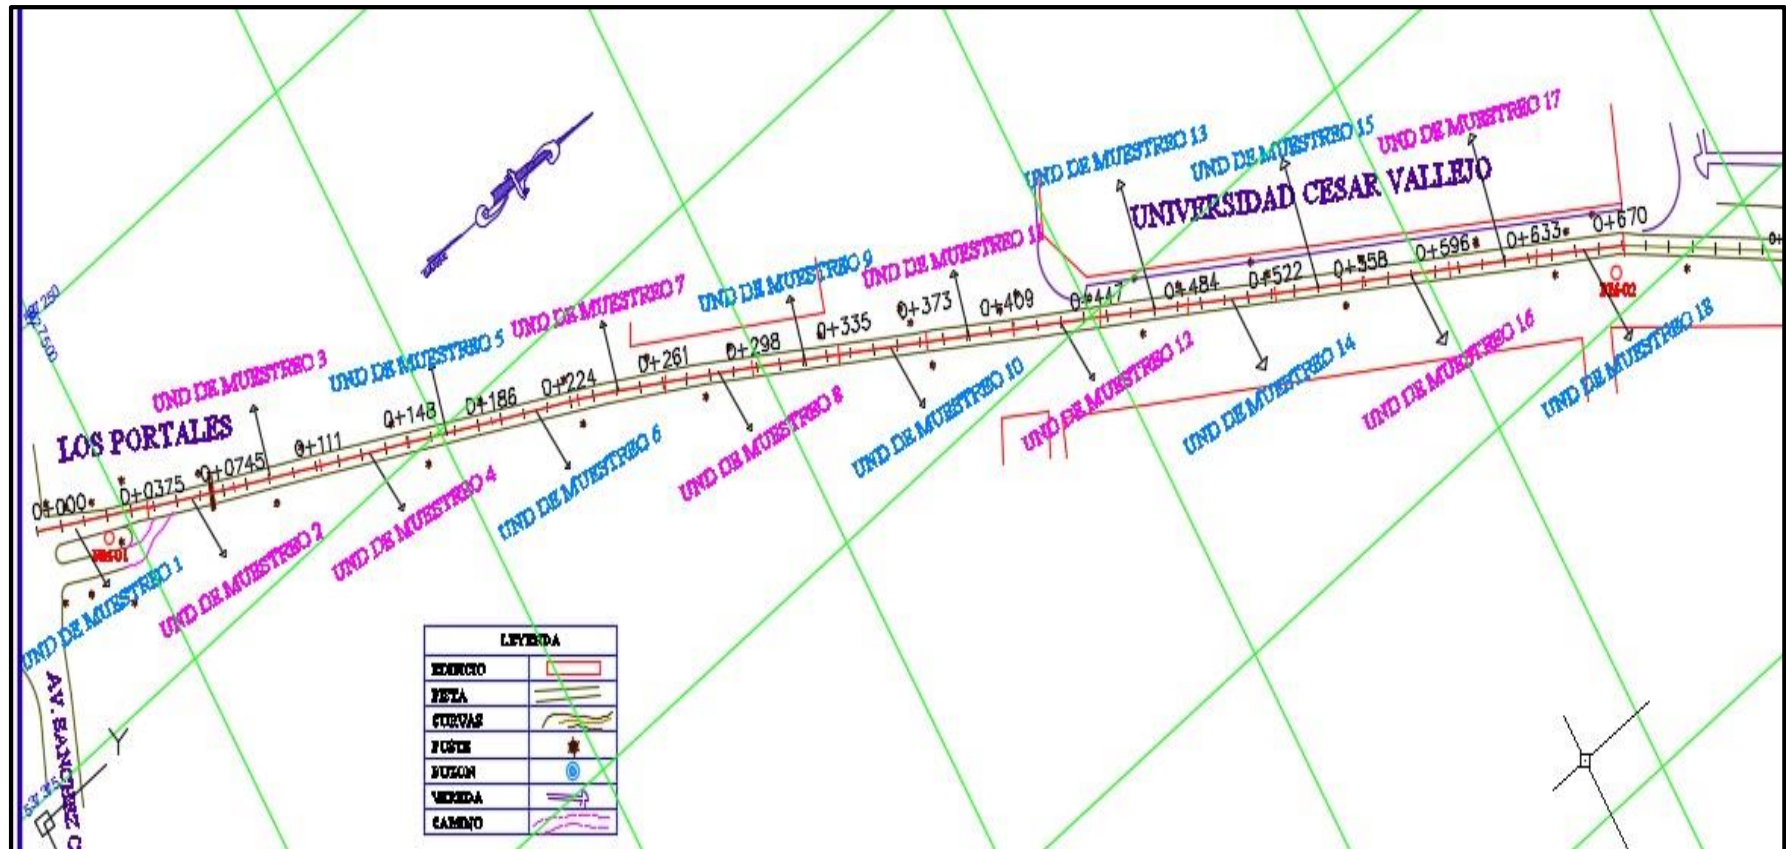 UND DE MUESTREO 13
UND DE MUESTREO 15
UND DE MUESTREO 17
UNIVERSIDAD CESAR VALLEJO
UND DE MUESTREO 3
UND DE MUESTREO 5
UND DE MUESTREO 7
UND DE MUESTREO 9
UND DE MUESTREO 11
LOS PORTALES
0+000
0+0375
0+0745
0+111
0+148
0+186
0+224
0+261
0+298
0+335
0+373
0+409
0+447
0+484
0+522
0+558
0+596
0+633
0+670
BM-01
BM-02
UND DE MUESTREO 1
UND DE MUESTREO 2
UND DE MUESTREO 4
UND DE MUESTREO 6
UND DE MUESTREO 8
UND DE MUESTREO 10
UND DE MUESTREO 12
UND DE MUESTREO 14
UND DE MUESTREO 16
UND DE MUESTREO 18
AV. SANCHEZ C
Y
LEYENDA
EDIFICIO
PISTA
CURVAS
POSTE
BUZON
VEREDA
CAMINO